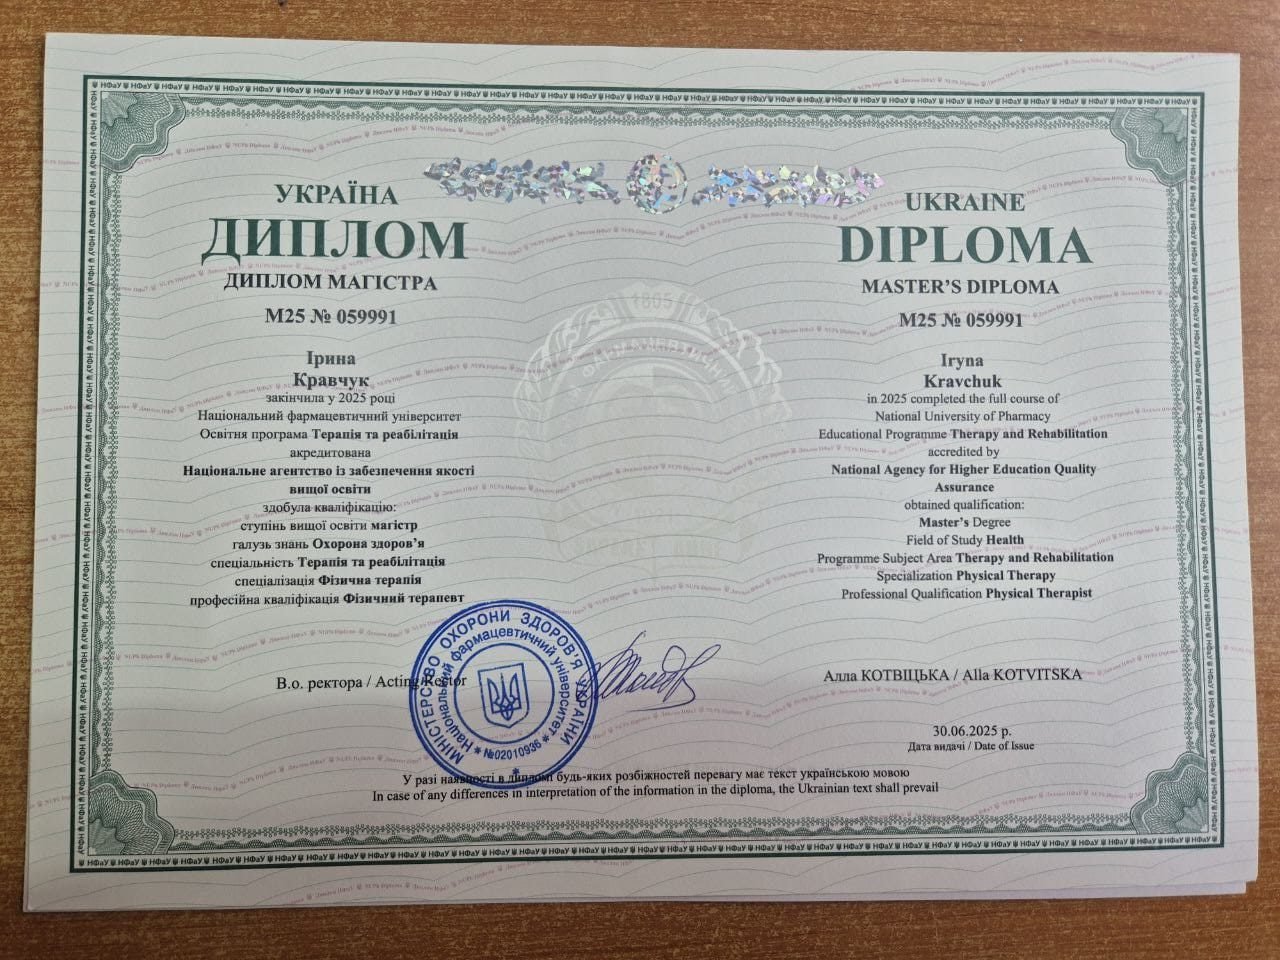 УКРАЇНА
ДИПЛОМ
ДИПЛОМ МАГІСТРА
М25 № 059991
Ірина
Кравчук
закінчила у 2025 році
Національний фармацевтичний університет
Освітня програма Терапія та реабілітація
акредитована
Національне агентство із забезпечення якості
вищої освіти
здобула кваліфікацію:
ступінь вищої освіти магістр
галузь знань Охорона здоров’я
спеціальність Терапія та реабілітація
спеціалізація Фізична терапія
професійна кваліфікація Фізичний терапевт
UKRAINE
DIPLOMA
MASTER’S DIPLOMA
M25 № 059991
Iryna
Kravchuk
in 2025 completed the full course of
National University of Pharmacy
Educational Programme Therapy and Rehabilitation
accredited by
National Agency for Higher Education Quality
Assurance
obtained qualification:
Master’s Degree
Field of Study Health
Programme Subject Area Therapy and Rehabilitation
Specialization Physical Therapy
Professional Qualification Physical Therapist
В.о. ректора / Acting Rector
Алла КОТВІЦЬКА / Alla KOTVITSKA
МІНІСТЕРСТВО ОХОРОНИ ЗДОРОВ'Я УКРАЇНИ
Національний фармацевтичний університет
* №02010936 *
30.06.2025 р.
Дата видачі / Date of Issue
У разі наявності в дипломі будь-яких розбіжностей перевагу має текст українською мовою
In case of any differences in interpretation of the information in the diploma, the Ukrainian text shall prevail
1805